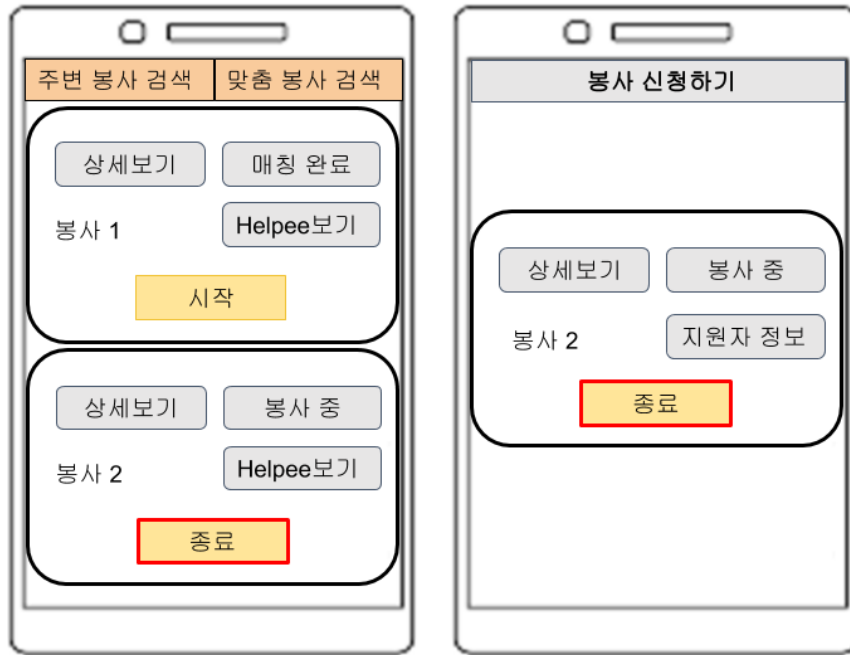 주변 봉사 검색
맞춤 봉사 검색
상세보기
매칭 완료
봉사 1
Helpee보기
시작
상세보기
봉사 중
봉사 2
Helpee보기
종료
봉사 신청하기
상세보기
봉사 중
봉사 2
지원자 정보
종료